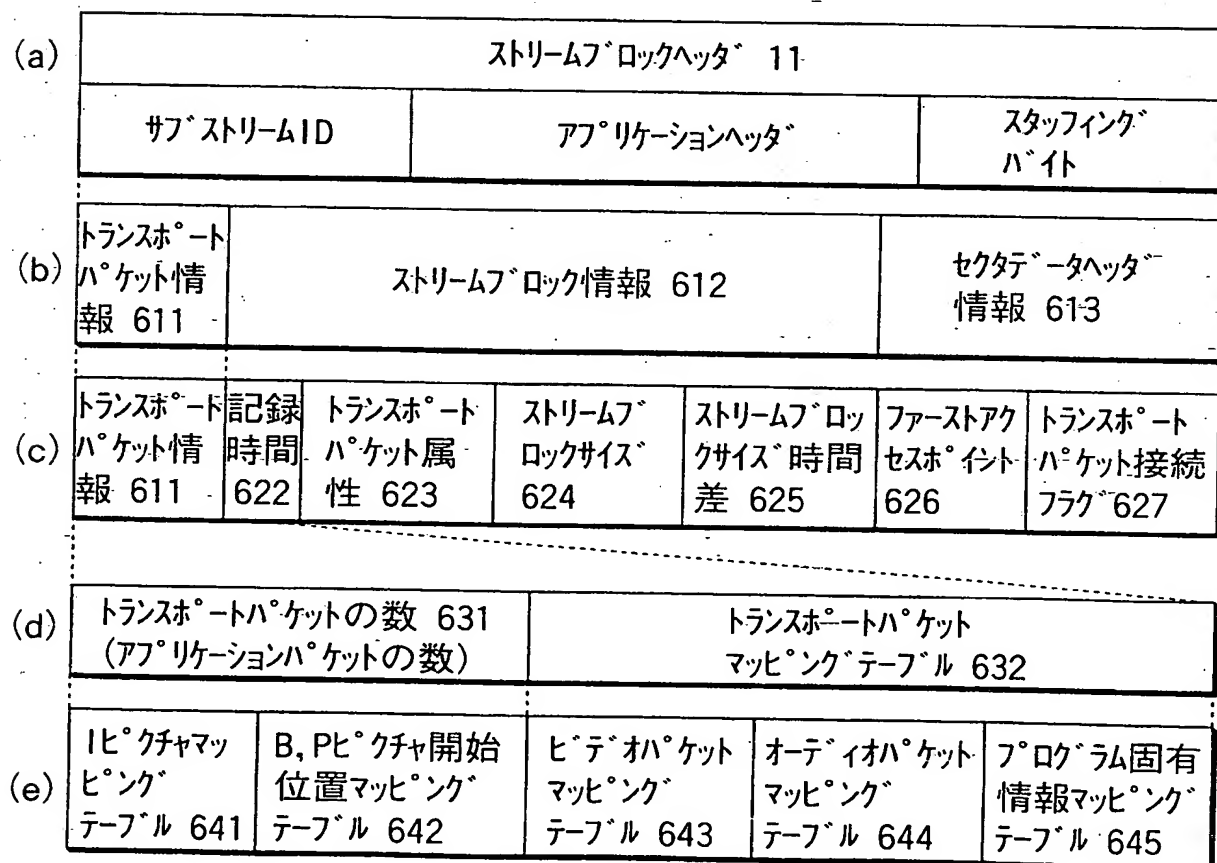 (a)
ストリームブロックヘッダ 11
サブストリームID
アプリケーションヘッダ
スタッフィング
バイト
(b)
トランスポート
パケット情
報 611
ストリームブロック情報 612
セクタデータヘッダ
情報 613
(c)
トランスポート
パケット情
報 611
記録
時間
622
トランスポート
パケット属
性 623
ストリームブ
ロックサイズ
624
ストリームブロッ
クサイズ時間
差 625
ファーストアク
セスポイント
626
トランスポート
パケット接続
フラグ 627
(d)
トランスポートパケットの数 631
(アプリケーションパケットの数)
トランスポートパケット
マッピングテーブル 632
(e)
Iピクチャマッ
ピング
テーブル 641
B,Pピクチャ開始
位置マッピング
テーブル 642
ビデオパケット
マッピング
テーブル 643
オーディオパケット
マッピング
テーブル 644
プログラム固有
情報マッピング
テーブル 645